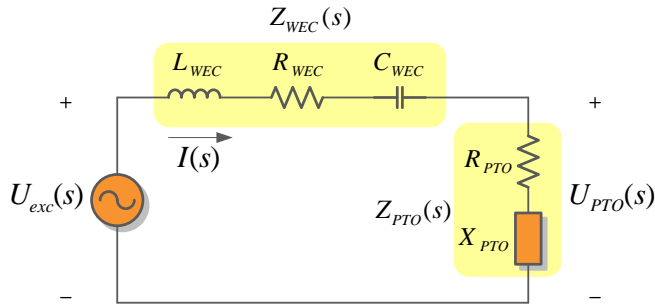 Z_WEC(s)
L_WEC R_WEC C_WEC
+ +
I(s)
R_PTO
U_exc(s) Z_PTO(s) U_PTO(s)
X_PTO
− −